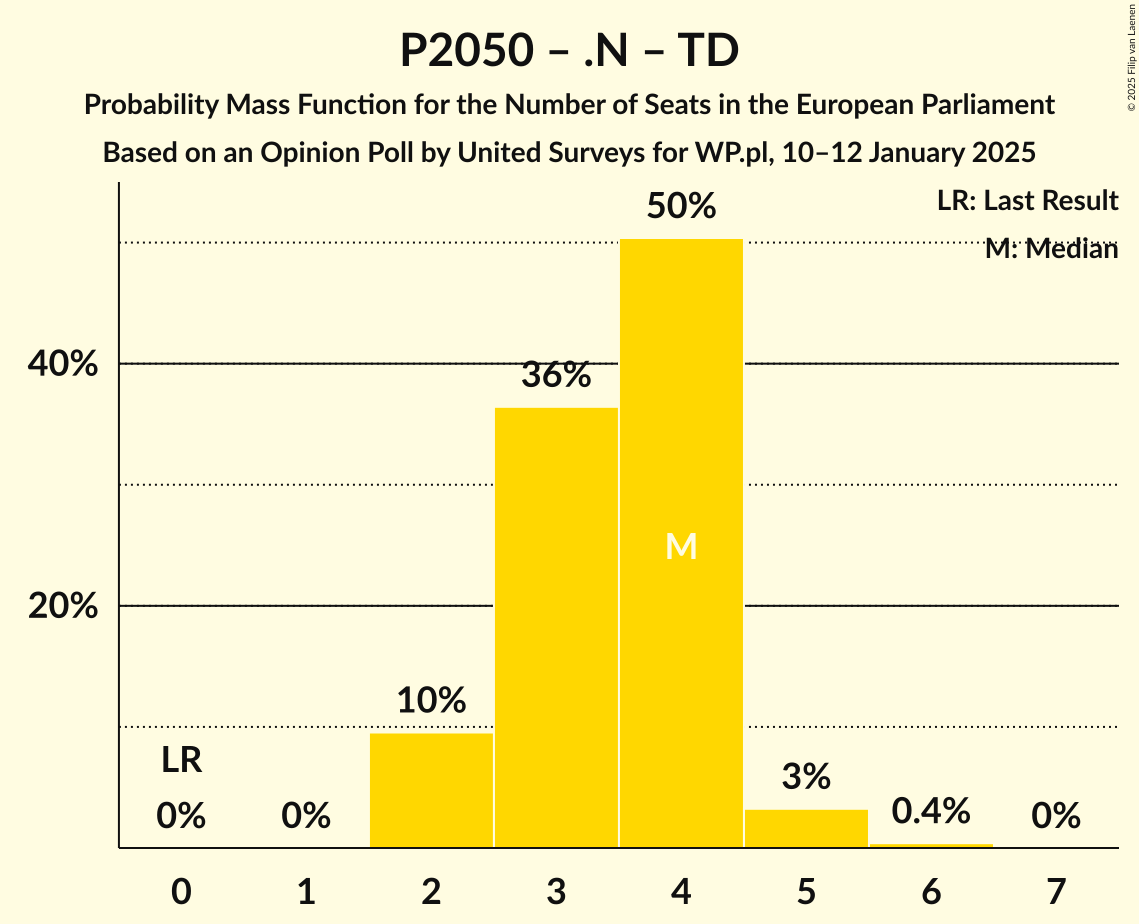 P2050 – .N – TD
Probability Mass Function for the Number of Seats in the European Parliament
Based on an Opinion Poll by United Surveys for WP.pl, 10–12 January 2025
© 2025 Filip van Laenen
LR: Last Result
M: Median
50%
40%
36%
M
20%
10%
LR
3%
0.4%
0%
0%
0%
0 1 2 3 4 5 6 7